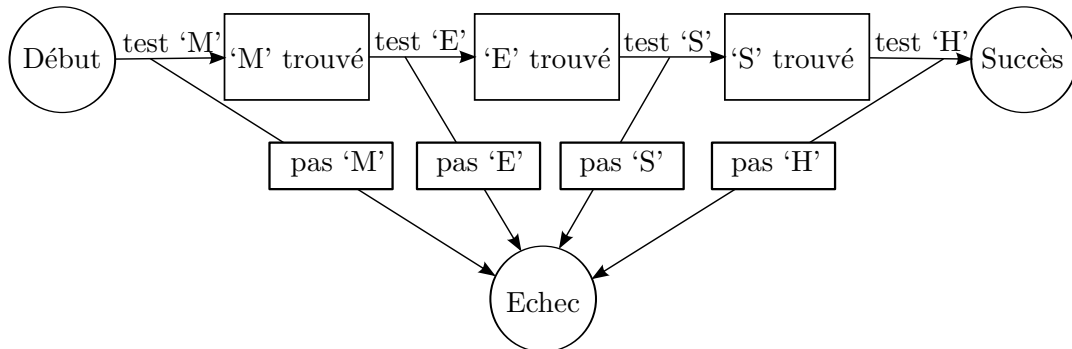 Début
test ‘M’
‘M’ trouvé
test ‘E’
‘E’ trouvé
test ‘S’
‘S’ trouvé
test ‘H’
Succès
pas ‘M’
pas ‘E’
pas ‘S’
pas ‘H’
Echec